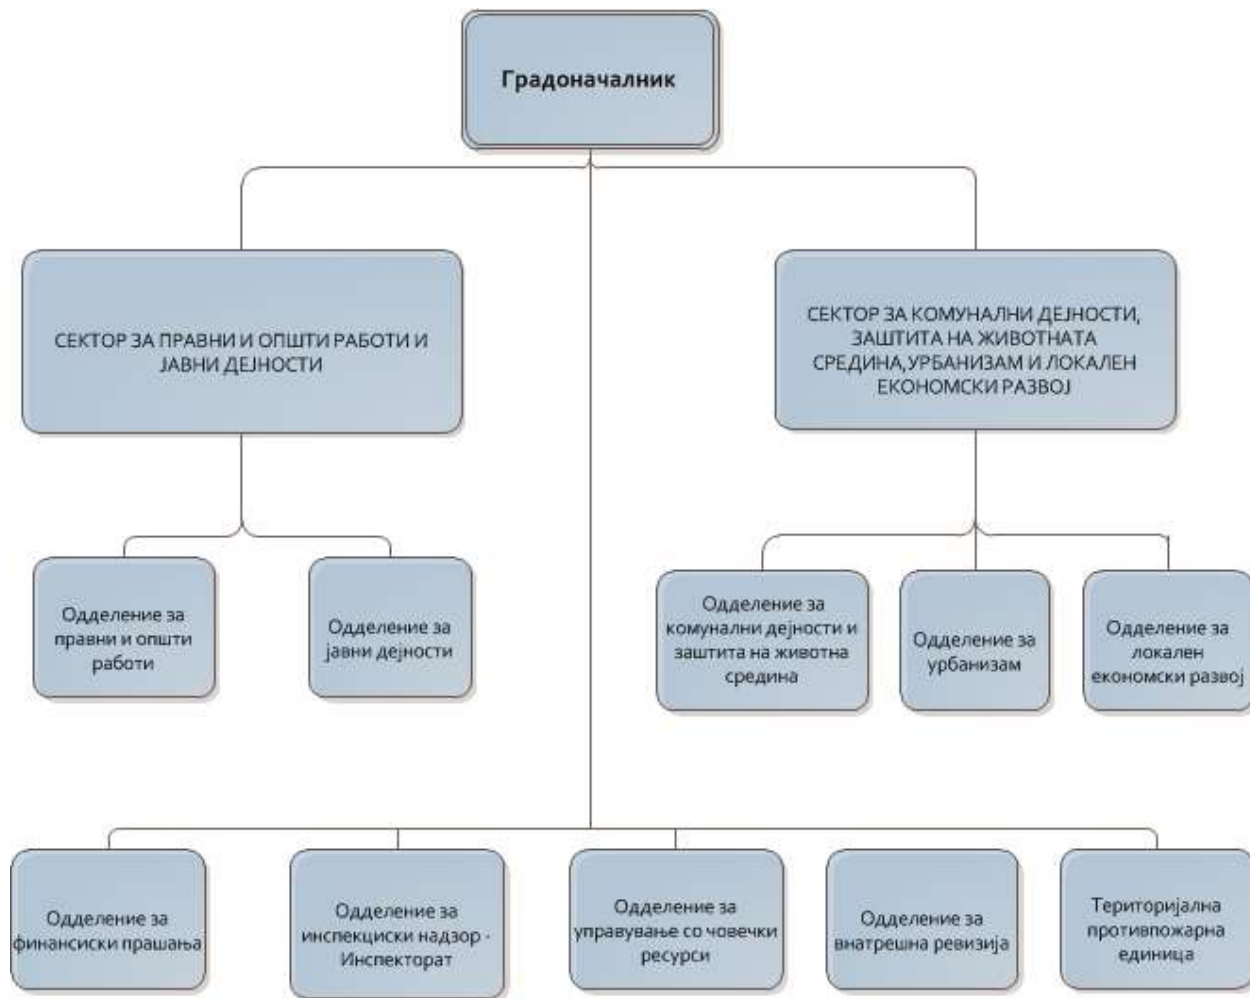 Градоначалник
СЕКТОР ЗА ПРАВНИ И ОПШТИ РАБОТИ И
ЈАВНИ ДЕЈНОСТИ
СЕКТОР ЗА КОМУНАЛНИ ДЕЈНОСТИ,
ЗАШТИТА НА ЖИВОТНАТА
СРЕДИНА,УРБАНИЗАМ И ЛОКАЛЕН
ЕКОНОМСКИ РАЗВОЈ
Одделение за
правни и општи
работи
Одделение за
јавни дејности
Одделение за
комунални дејности и
заштита на животна
средина
Одделение за
урбанизам
Одделение за
локален
економски развој
Одделение за
финансиски прашања
Одделение за
инспекциски надзор -
Инспекторат
Одделение за
управување со човечки
ресурси
Одделение за
внатрешна ревизија
Територијална
противпожарна
единица